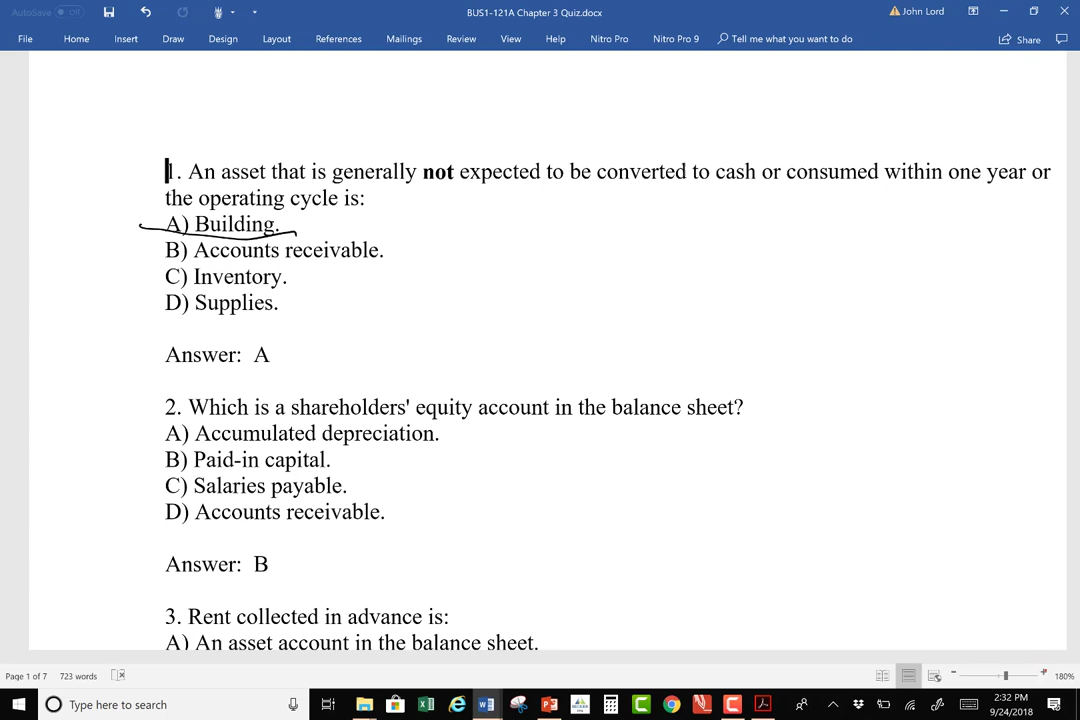 AutoSave Off
BUS1-121A Chapter 3 Quiz.docx
John Lord
File Home Insert Draw Design Layout References Mailings Review View Help Nitro Pro Nitro Pro 9 Tell me what you want to do Share
1. An asset that is generally not expected to be converted to cash or consumed within one year or
the operating cycle is:
A) Building.
B) Accounts receivable.
C) Inventory.
D) Supplies.
Answer: A
2. Which is a shareholders' equity account in the balance sheet?
A) Accumulated depreciation.
B) Paid-in capital.
C) Salaries payable.
D) Accounts receivable.
Answer: B
3. Rent collected in advance is:
A) An asset account in the balance sheet.
Page 1 of 7 723 words 180%
Type here to search
2:32 PM
9/24/2018